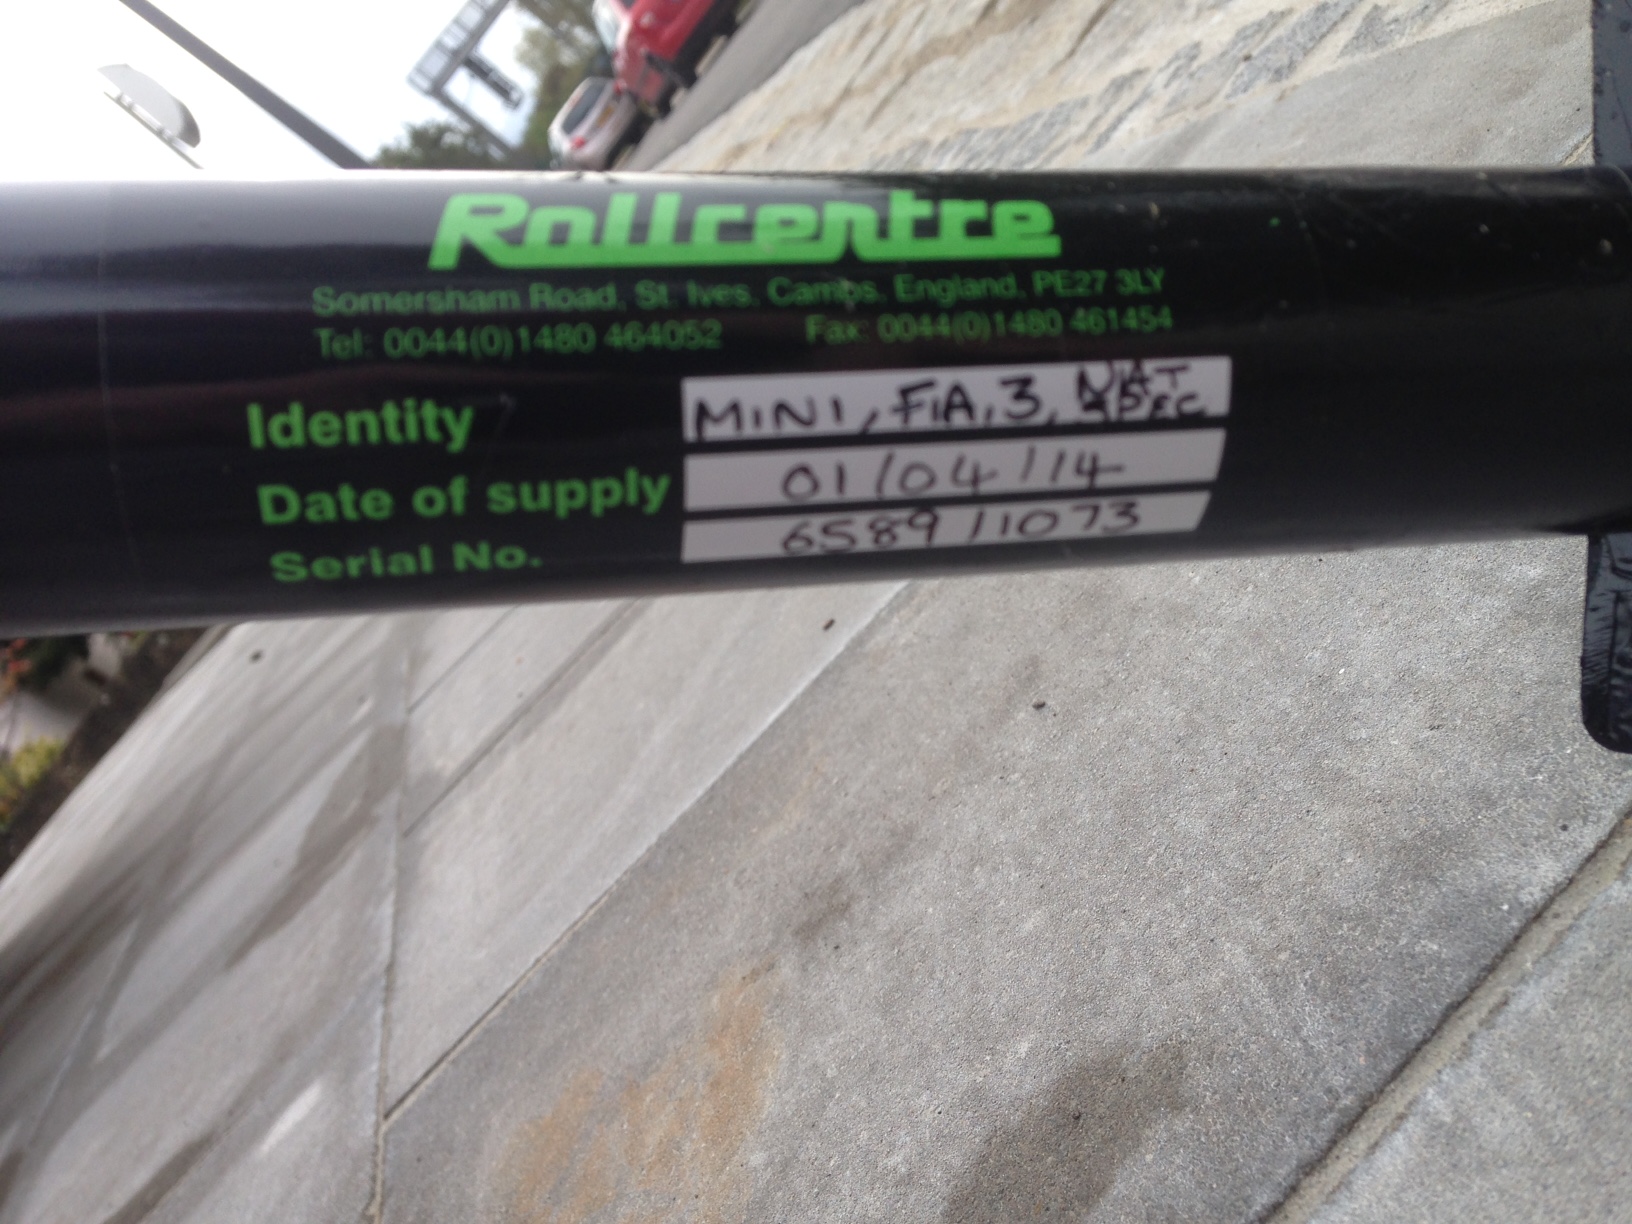 Rollcentre
Somersham Road, St. Ives, Cambs, England, PE27 3LY
Tel: 0044(0)1480 464052 Fax: 0044(0)1480 461454
Identity MINI, FIA, 3, NAT SPEC
Date of supply 01/04/14
Serial No. 6589/1073